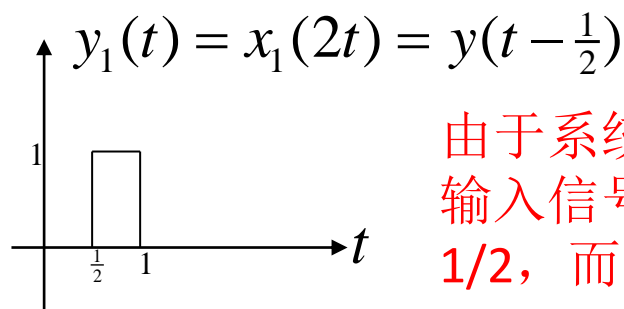 y₁(t) = x₁(2t) = y(t − ½)
1
由于系
输入信
1/2，而
½ 1
t